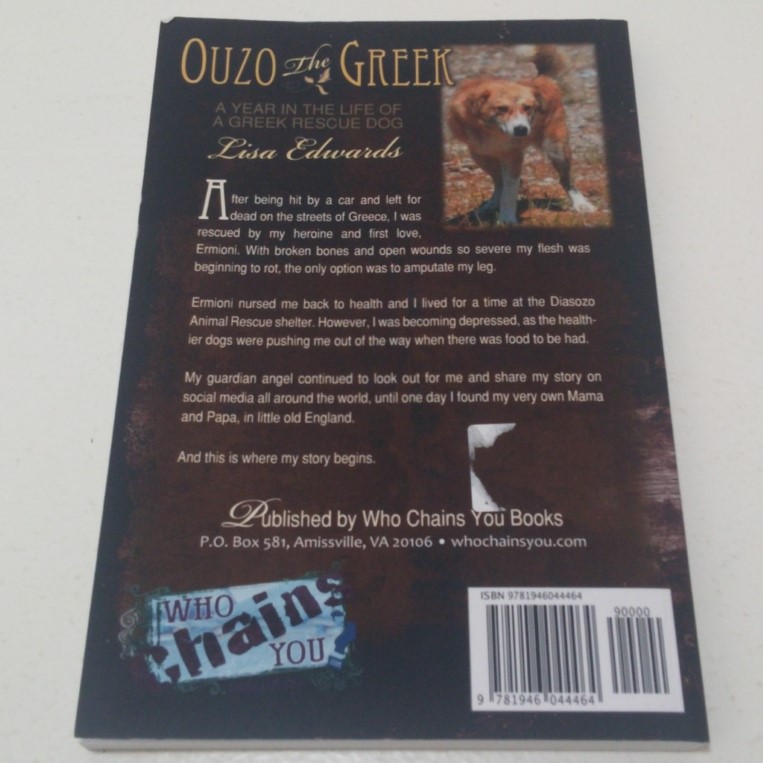 OUZO The GREEK
A YEAR IN THE LIFE OF
A GREEK RESCUE DOG
Lisa Edwards
After being hit by a car and left for
dead on the streets of Greece, I was
rescued by my heroine and first love,
Ermioni. With broken bones and open wounds so severe my flesh was
beginning to rot, the only option was to amputate my leg.
Ermioni nursed me back to health and I lived for a time at the Diasozo
Animal Rescue shelter. However, I was becoming depressed, as the health-
ier dogs were pushing me out of the way when there was food to be had.
My guardian angel continued to look out for me and share my story on
social media all around the world, until one day I found my very own Mama
and Papa, in little old England.
And this is where my story begins.
Published by Who Chains You Books
P.O. Box 581, Amissville, VA 20106 • whochainsyou.com
WHO
chains
YOU?
ISBN 9781946044464
90000
9 781946 044464